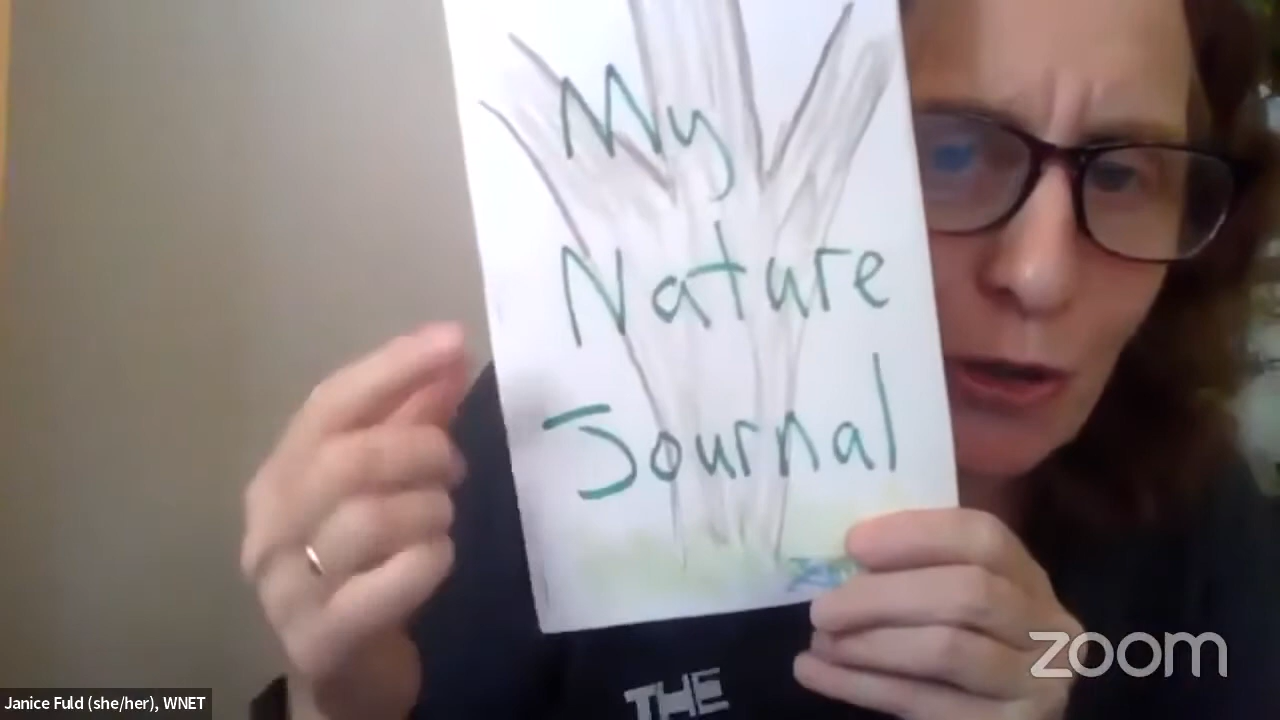 My
Nature
Journal
THE
zoom
Janice Fuld (she/her), WNET